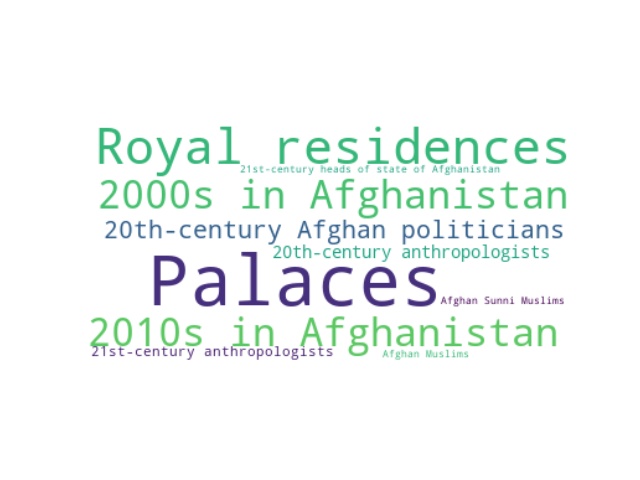 Royal residences
21st-century heads of state of Afghanistan
2000s in Afghanistan
20th-century Afghan politicians
20th-century anthropologists
Palaces
Afghan Sunni Muslims
2010s in Afghanistan
21st-century anthropologists
Afghan Muslims